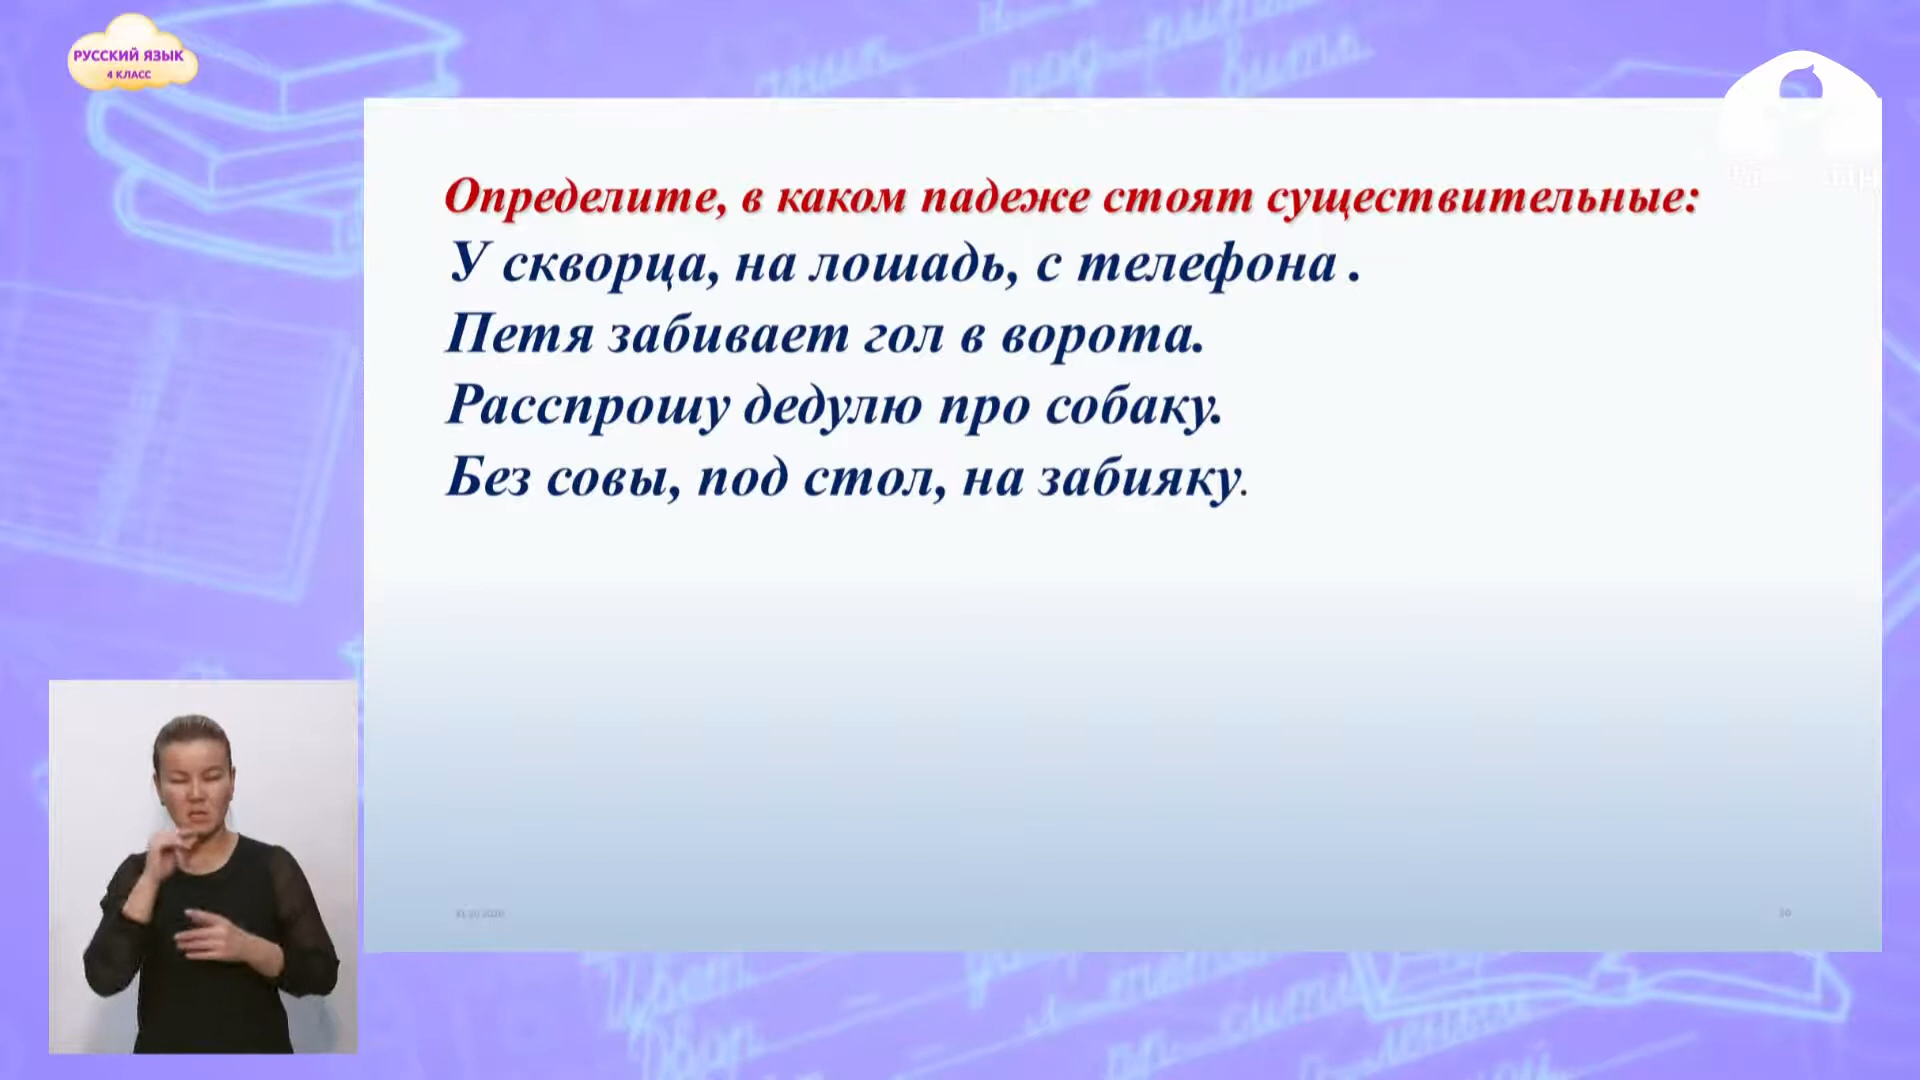 РУССКИЙ ЯЗЫК
4 КЛАСС
Определите, в каком падеже стоят существительные:
У скворца, на лошадь, с телефона .
Петя забивает гол в ворота.
Расспрошу дедулю про собаку.
Без совы, под стол, на забияку.